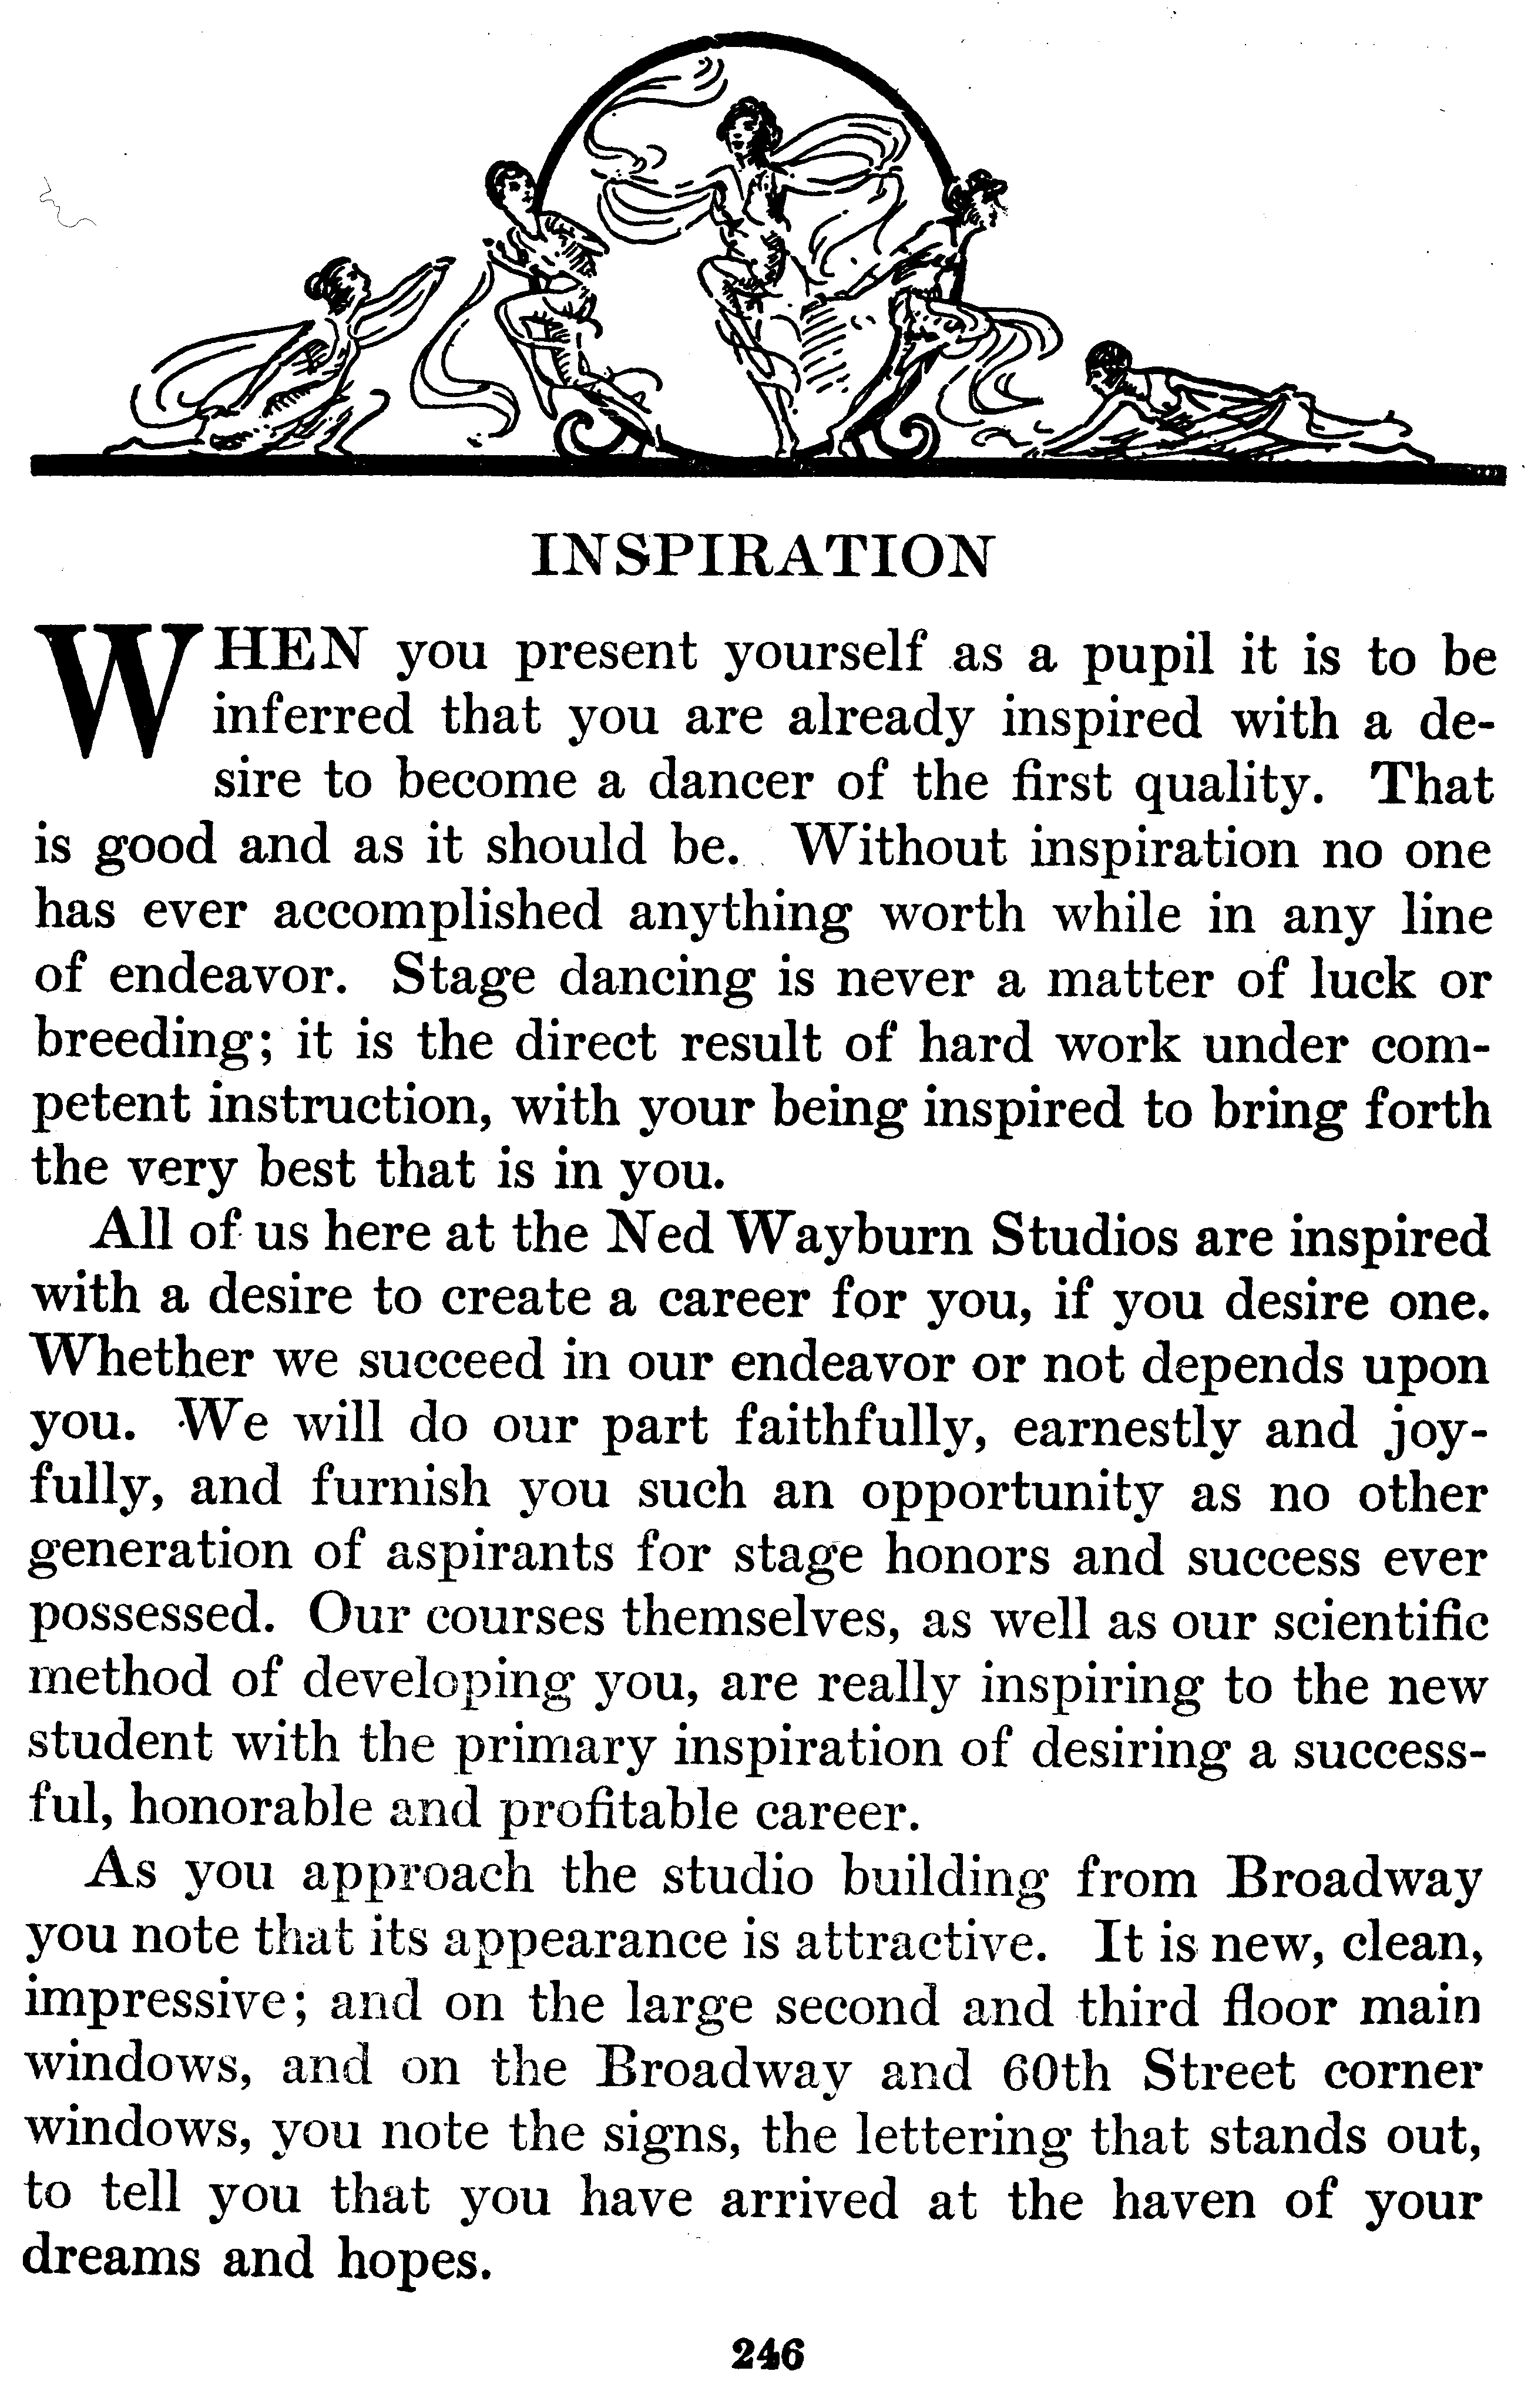 INSPIRATION
WHEN you present yourself as a pupil it is to be
inferred that you are already inspired with a de-
sire to become a dancer of the first quality. That
is good and as it should be. Without inspiration no one
has ever accomplished anything worth while in any line
of endeavor. Stage dancing is never a matter of luck or
breeding; it is the direct result of hard work under com-
petent instruction, with your being inspired to bring forth
the very best that is in you.
All of us here at the Ned Wayburn Studios are inspired
with a desire to create a career for you, if you desire one.
Whether we succeed in our endeavor or not depends upon
you. We will do our part faithfully, earnestly and joy-
fully, and furnish you such an opportunity as no other
generation of aspirants for stage honors and success ever
possessed. Our courses themselves, as well as our scientific
method of developing you, are really inspiring to the new
student with the primary inspiration of desiring a success-
ful, honorable and profitable career.
As you approach the studio building from Broadway
you note that its appearance is attractive. It is new, clean,
impressive; and on the large second and third floor main
windows, and on the Broadway and 60th Street corner
windows, you note the signs, the lettering that stands out,
to tell you that you have arrived at the haven of your
dreams and hopes.
246